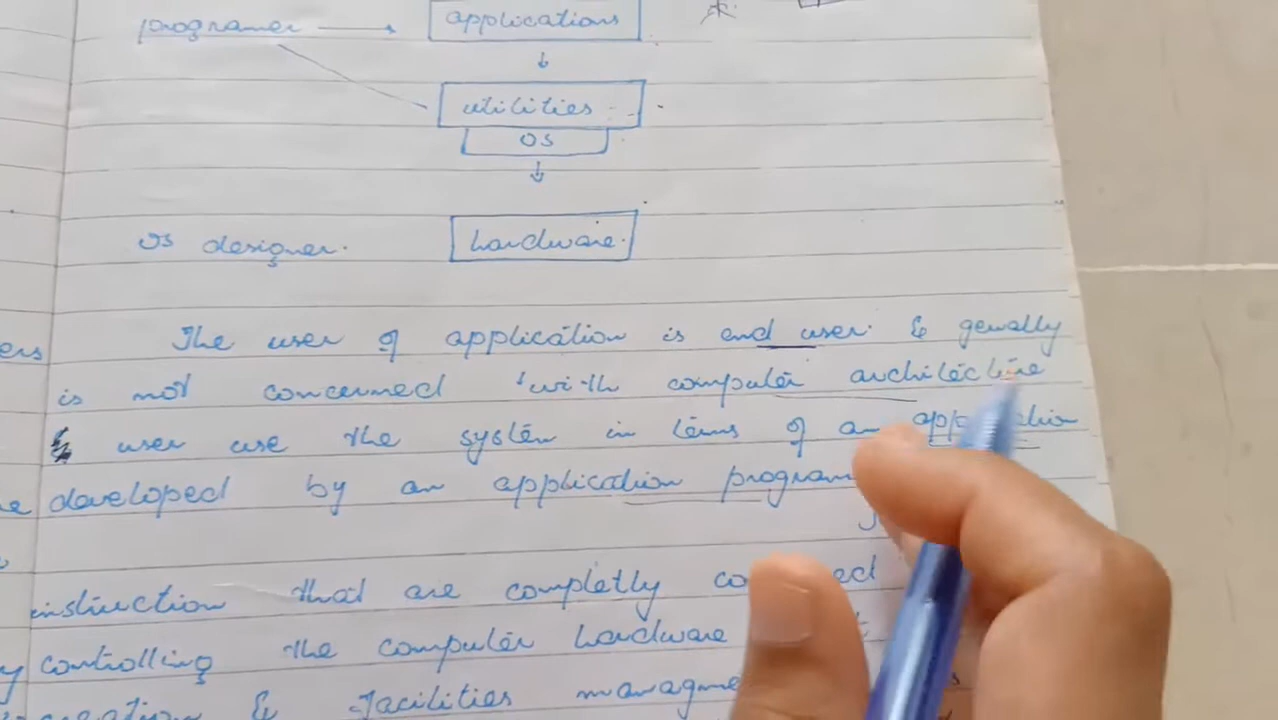 programer applications
utilities
OS
os designer. hardware.
The user of application is end user. & genually
is not concerned with computer architecture
user use the system in terms of an
developed by an application
instruction that are completly
controlling the computer hardware
& facilities